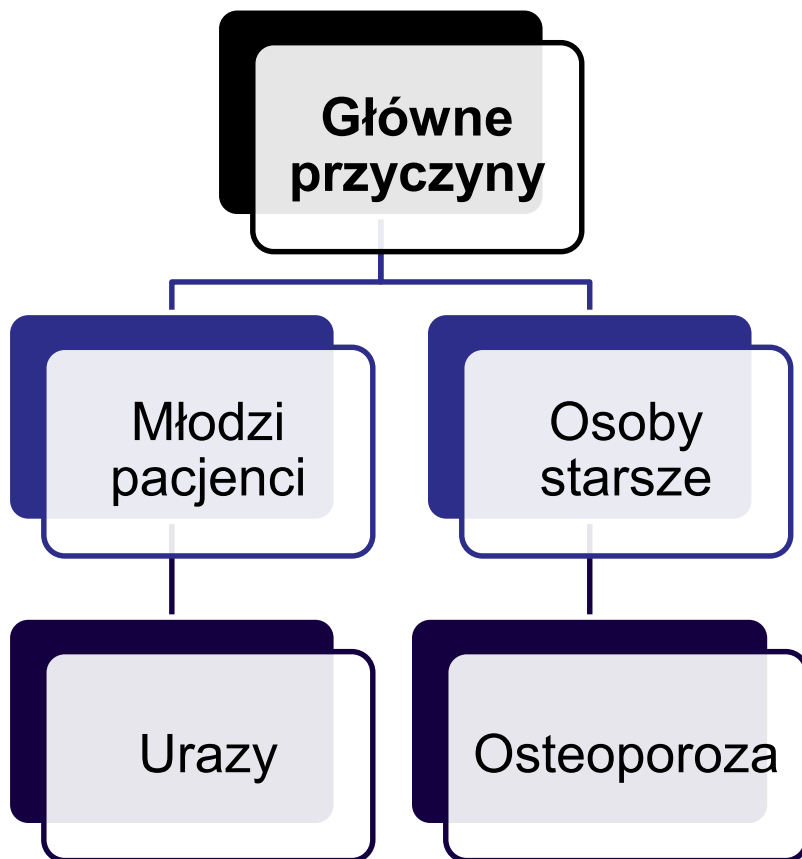 Główne
przyczyny
Młodzi
pacjenci
Osoby
starsze
Urazy
Osteoporoza